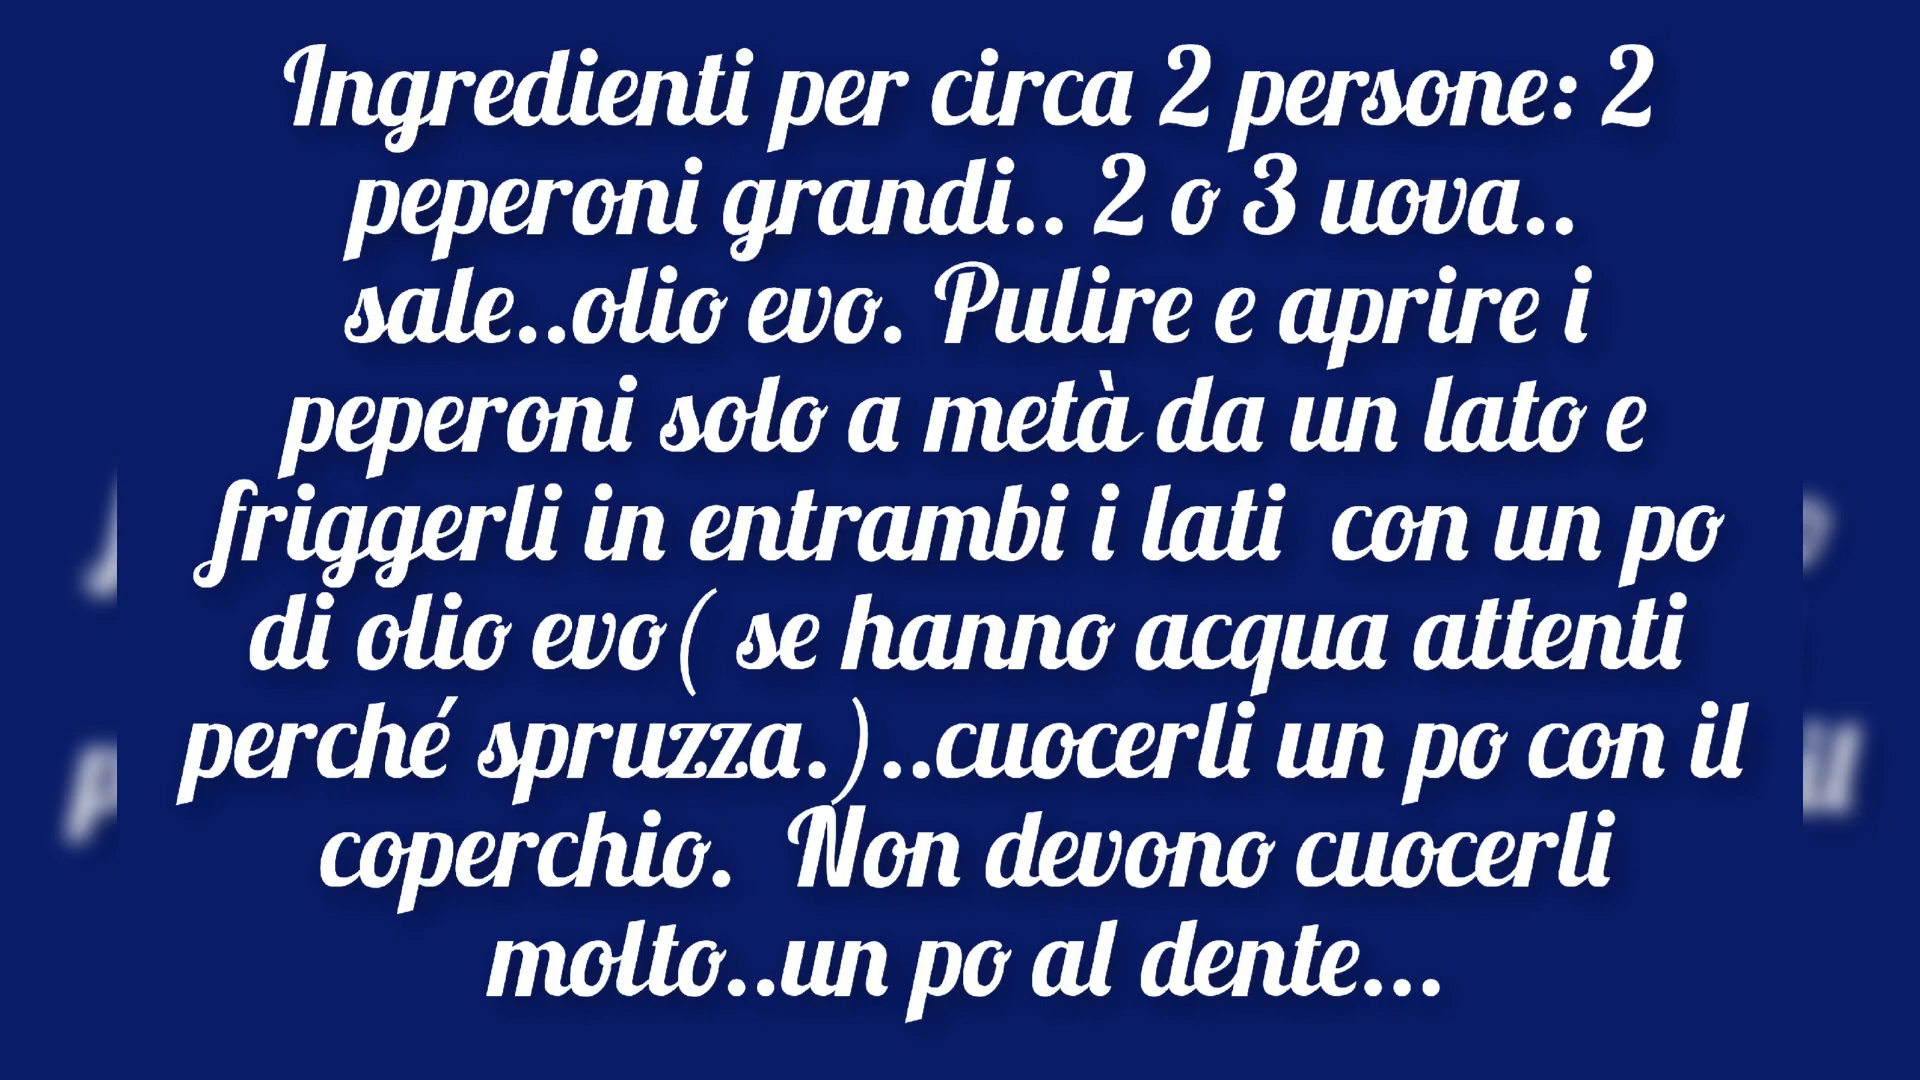 Ingredienti per circa 2 persone: 2
peperoni grandi.. 2 o 3 uova..
sale..olio evo. Pulire e aprire i
peperoni solo a metà da un lato e
friggerli in entrambi i lati  con un po
di olio evo( se hanno acqua attenti
perché spruzza.)..cuocerli un po con il
coperchio.  Non devono cuocerli
molto..un po al dente...